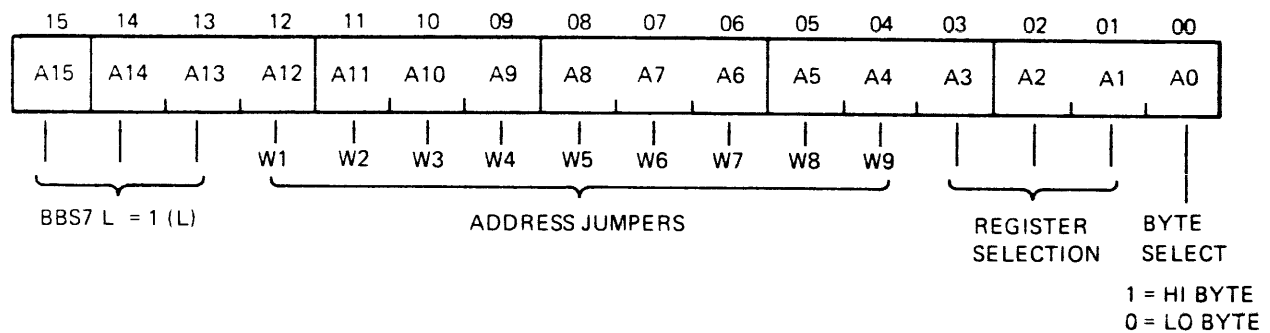 15 14 13 12 11 10 09 08 07 06 05 04 03 02 01 00
A15 A14 A13 A12 A11 A10 A9 A8 A7 A6 A5 A4 A3 A2 A1 A0
W1 W2 W3 W4 W5 W6 W7 W8 W9
BBS7 L = 1 (L)
ADDRESS JUMPERS
REGISTER
SELECTION
BYTE
SELECT
1 = HI BYTE
0 = LO BYTE